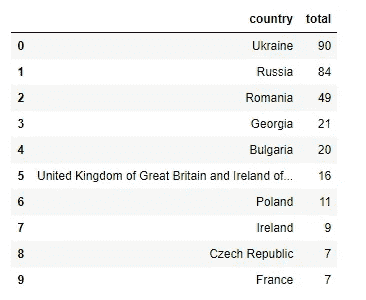 country total
0 Ukraine 90
1 Russia 84
2 Romania 49
3 Georgia 21
4 Bulgaria 20
5 United Kingdom of Great Britain and Ireland of... 16
6 Poland 11
7 Ireland 9
8 Czech Republic 7
9 France 7